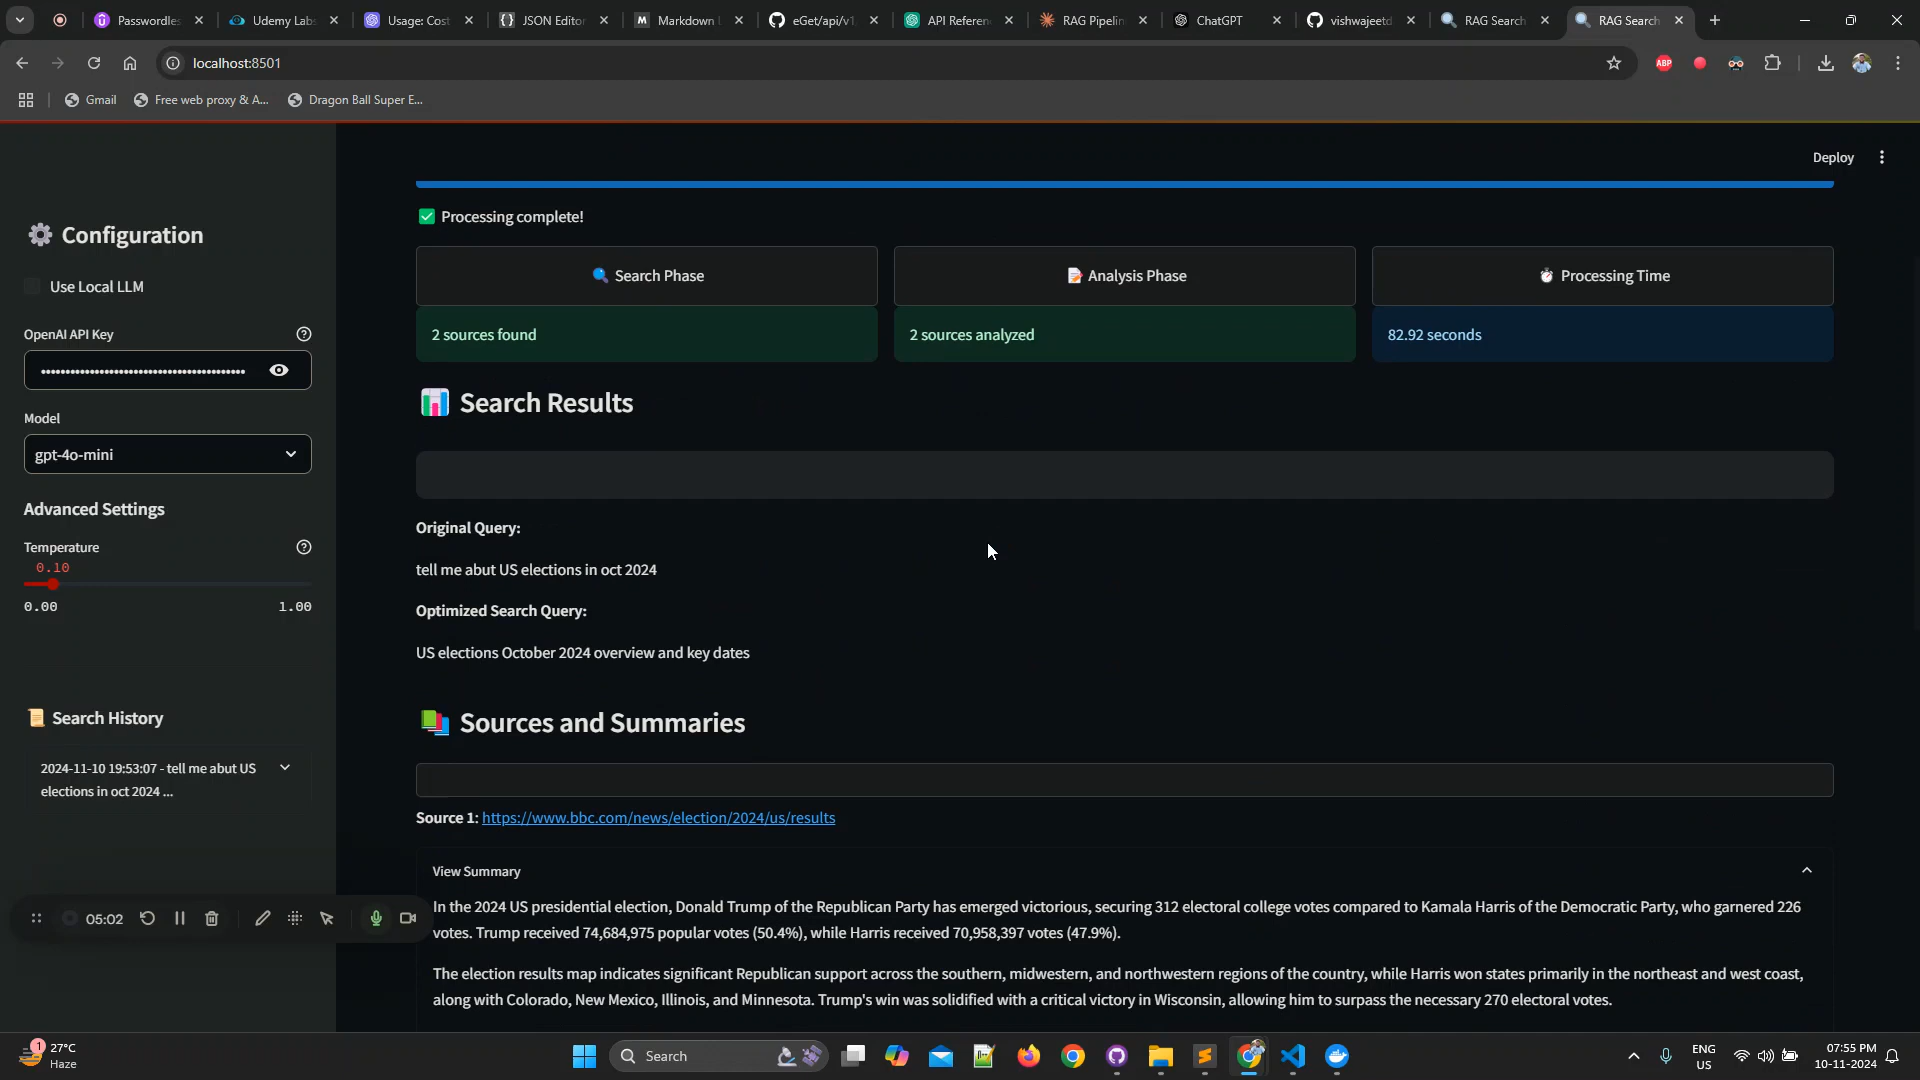 Passwordles
Udemy Labs
Usage: Cost
JSON Editor
Markdown
eGet/api/v1
API Referen
RAG Pipelin
ChatGPT
vishwajeetd
RAG Search
RAG Search
localhost:8501
ABP
Gmail
Free web proxy & A...
Dragon Ball Super E...
Deploy
Configuration
Use Local LLM
OpenAI API Key
Model
gpt-4o-mini
Advanced Settings
Temperature
0.10
0.00 1.00
Search History
2024-11-10 19:53:07 - tell me abut US
elections in oct 2024 ...
05:02
Processing complete!
Search Phase
Analysis Phase
Processing Time
2 sources found
2 sources analyzed
82.92 seconds
Search Results
Original Query:
tell me abut US elections in oct 2024
Optimized Search Query:
US elections October 2024 overview and key dates
Sources and Summaries
Source 1: https://www.bbc.com/news/election/2024/us/results
View Summary
In the 2024 US presidential election, Donald Trump of the Republican Party has emerged victorious, securing 312 electoral college votes compared to Kamala Harris of the Democratic Party, who garnered 226
votes. Trump received 74,684,975 popular votes (50.4%), while Harris received 70,958,397 votes (47.9%).
The election results map indicates significant Republican support across the southern, midwestern, and northwestern regions of the country, while Harris won states primarily in the northeast and west coast,
along with Colorado, New Mexico, Illinois, and Minnesota. Trump's win was solidified with a critical victory in Wisconsin, allowing him to surpass the necessary 270 electoral votes.
1
27°C
Haze
Search
ENG
US
07:55 PM
10-11-2024